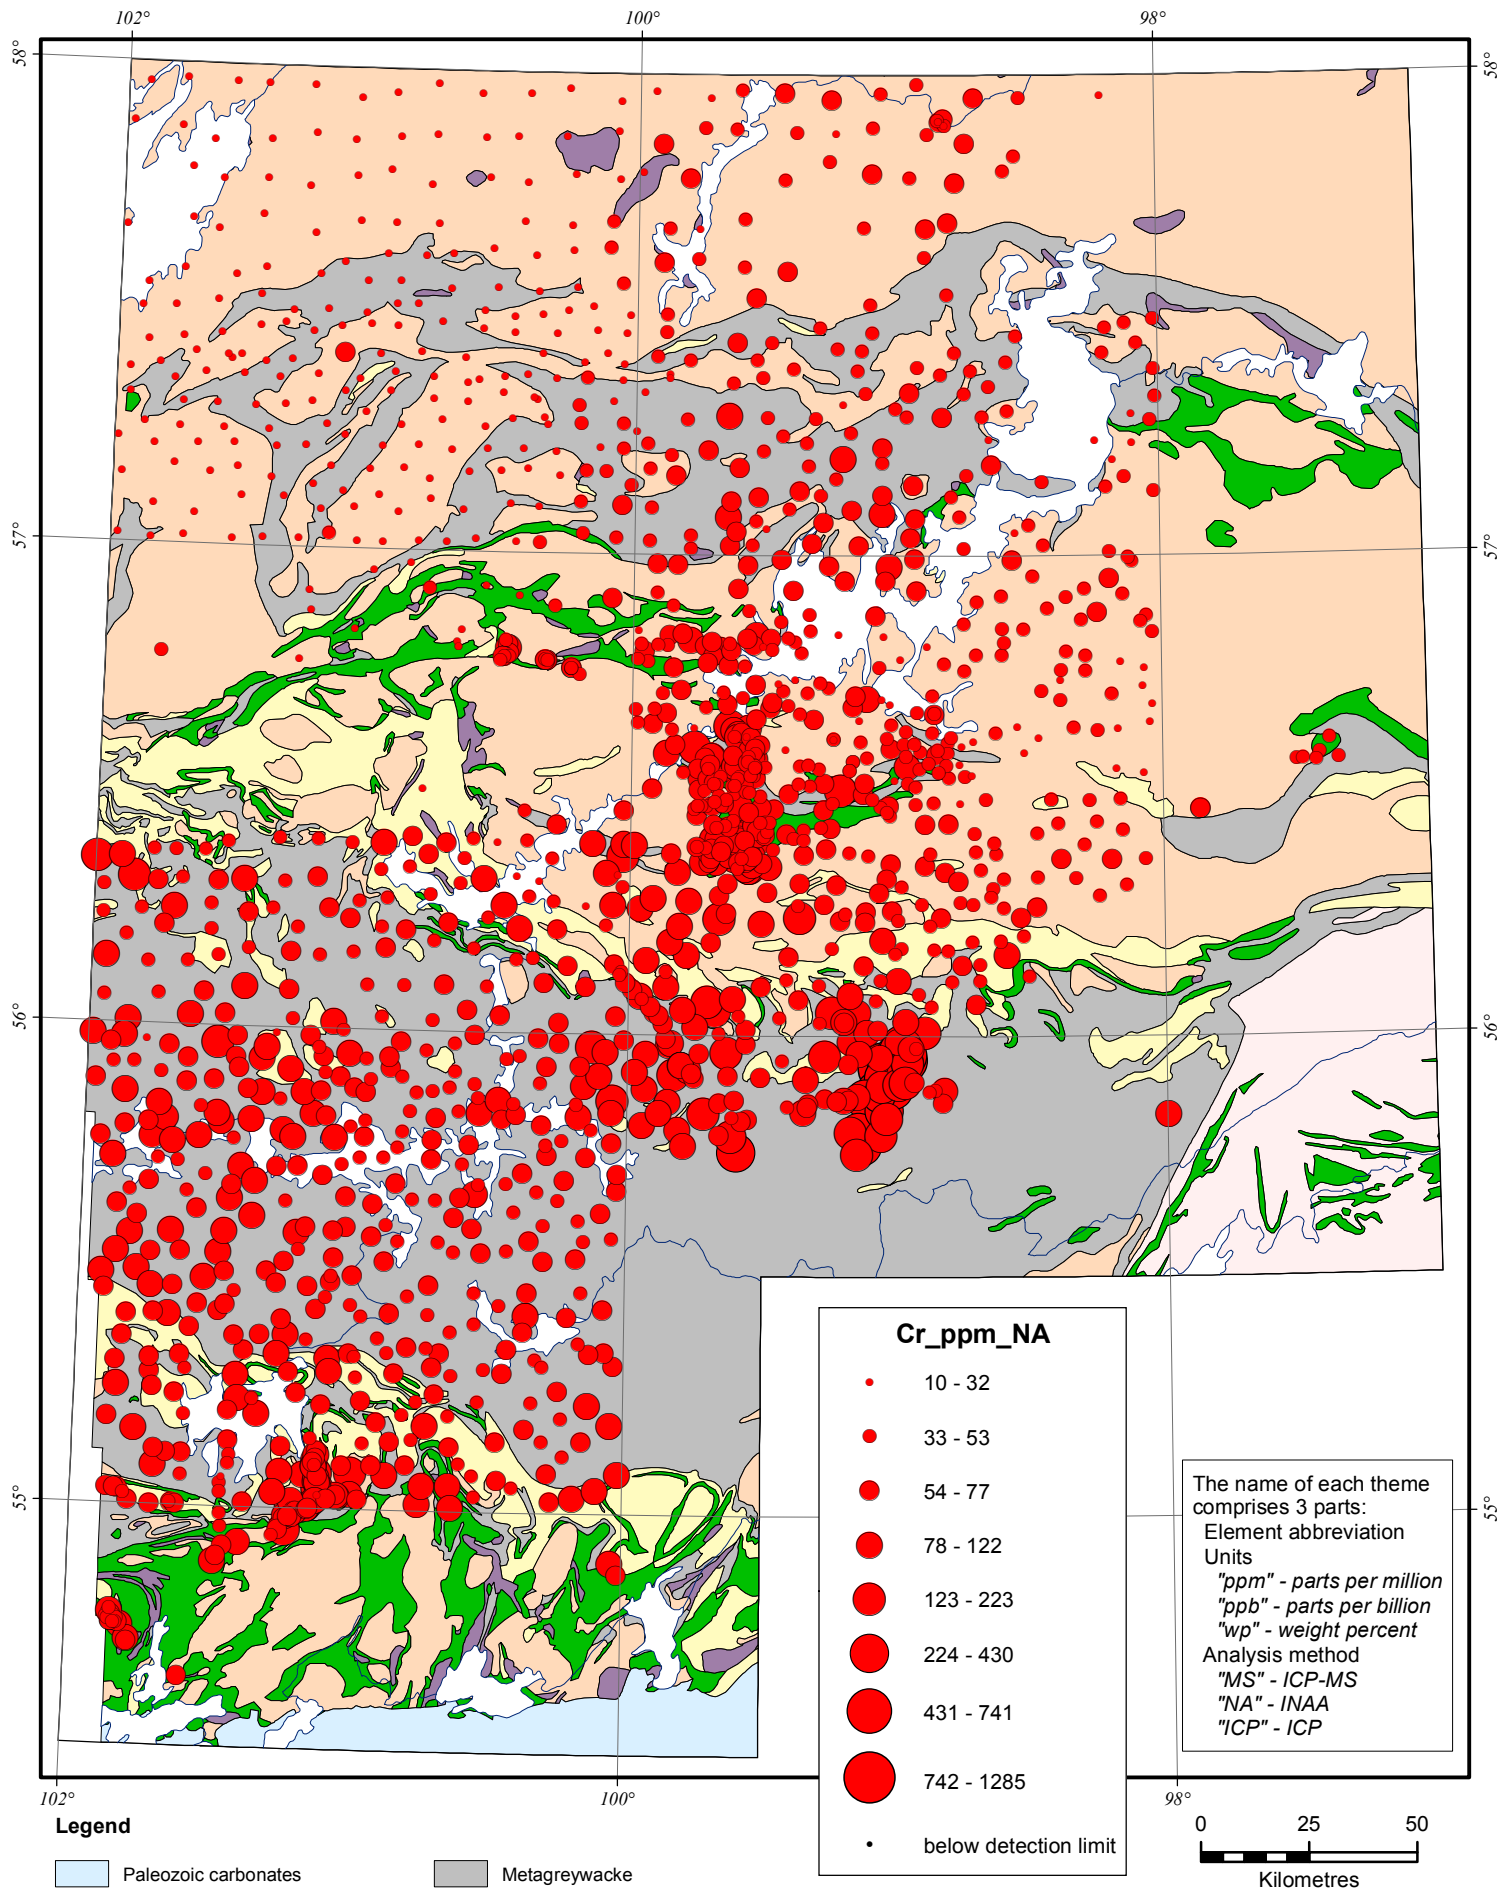 102°
100°
98°
58°
58°
57°
57°
56°
56°
55°
55°
Cr_ppm_NA
10 - 32
33 - 53
54 - 77
78 - 122
123 - 223
224 - 430
431 - 741
742 - 1285
below detection limit
The name of each theme
comprises 3 parts:
Element abbreviation
Units
"ppm" - parts per million
"ppb" - parts per billion
"wp" - weight percent
Analysis method
"MS" - ICP-MS
"NA" - INAA
"ICP" - ICP
102°
100°
98°
Legend
Paleozoic carbonates
Metagreywacke
0 25 50
Kilometres